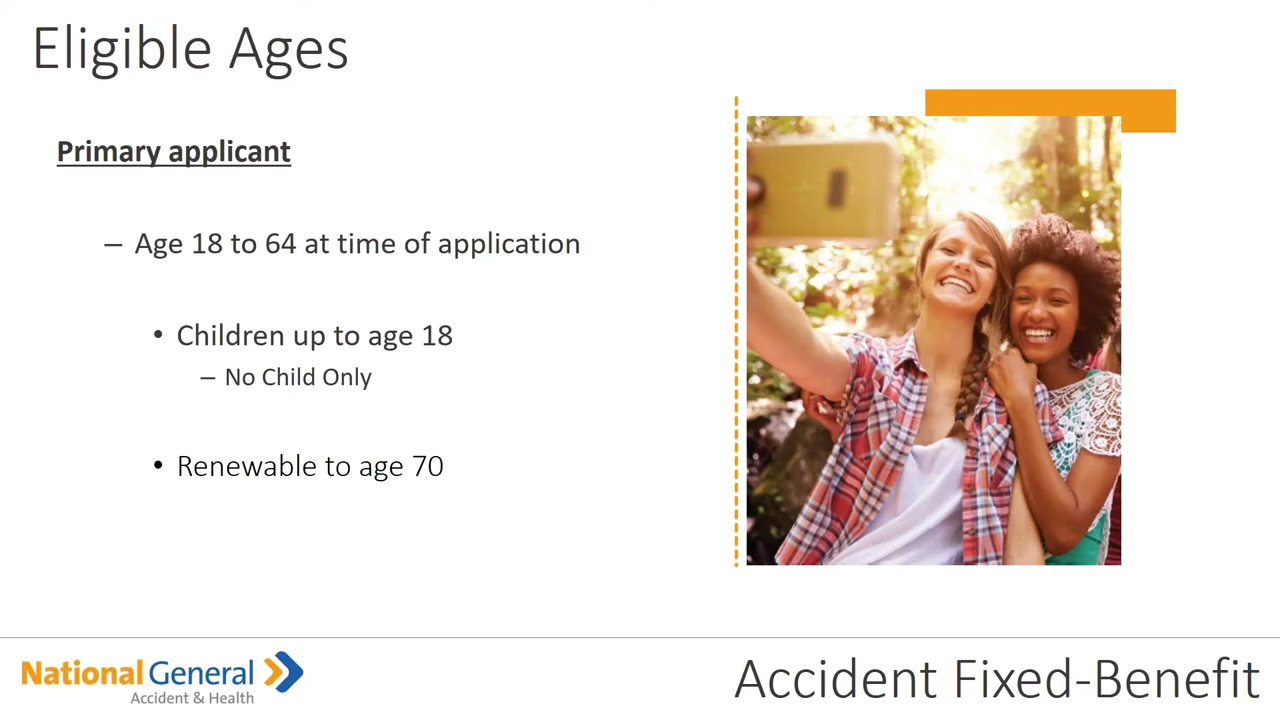 Eligible Ages
Primary applicant
– Age 18 to 64 at time of application
• Children up to age 18
– No Child Only
• Renewable to age 70
National General
Accident & Health
Accident Fixed-Benefit